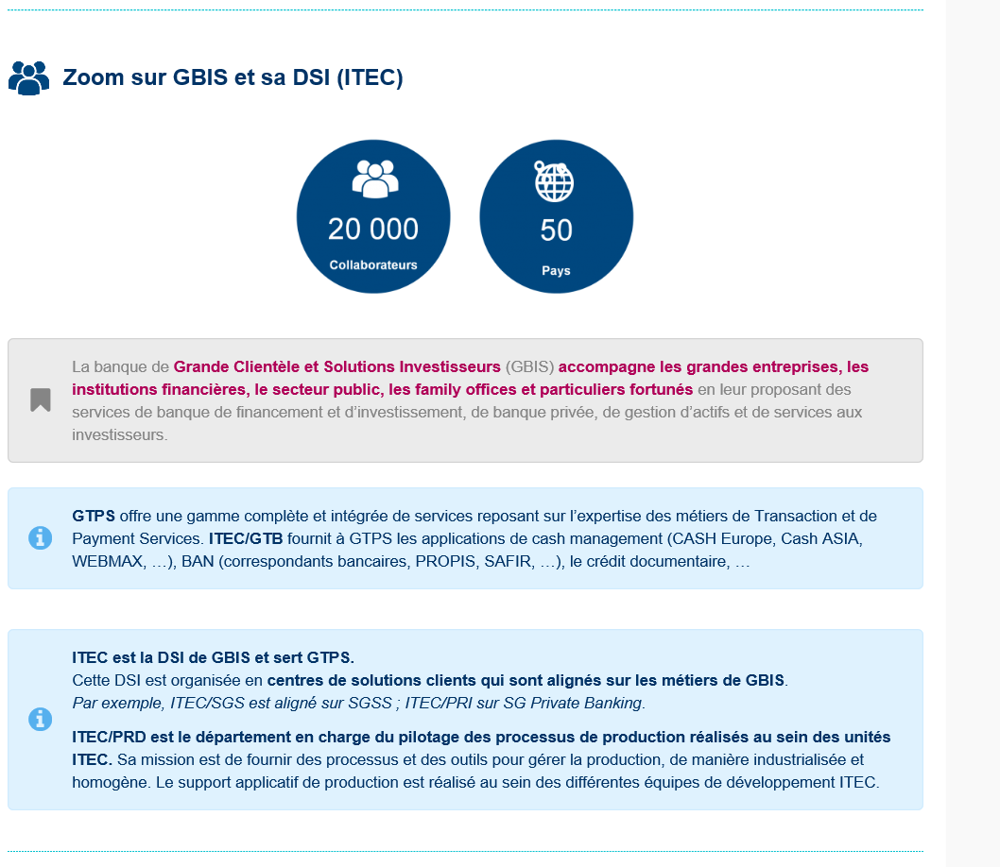 Zoom sur GBIS et sa DSI (ITEC)
20 000
Collaborateurs
50
Pays
La banque de Grande Clientèle et Solutions Investisseurs (GBIS) accompagne les grandes entreprises, les
institutions financières, le secteur public, les family offices et particuliers fortunés en leur proposant des
services de banque de financement et d’investissement, de banque privée, de gestion d’actifs et de services aux
investisseurs.
GTPS offre une gamme complète et intégrée de services reposant sur l’expertise des métiers de Transaction et de
Payment Services. ITEC/GTB fournit à GTPS les applications de cash management (CASH Europe, Cash ASIA,
WEBMAX, …), BAN (correspondants bancaires, PROPIS, SAFIR, …), le crédit documentaire, …
ITEC est la DSI de GBIS et sert GTPS.
Cette DSI est organisée en centres de solutions clients qui sont alignés sur les métiers de GBIS.
Par exemple, ITEC/SGS est aligné sur SGSS ; ITEC/PRI sur SG Private Banking.
ITEC/PRD est le département en charge du pilotage des processus de production réalisés au sein des unités
ITEC. Sa mission est de fournir des processus et des outils pour gérer la production, de manière industrialisée et
homogène. Le support applicatif de production est réalisé au sein des différentes équipes de développement ITEC.